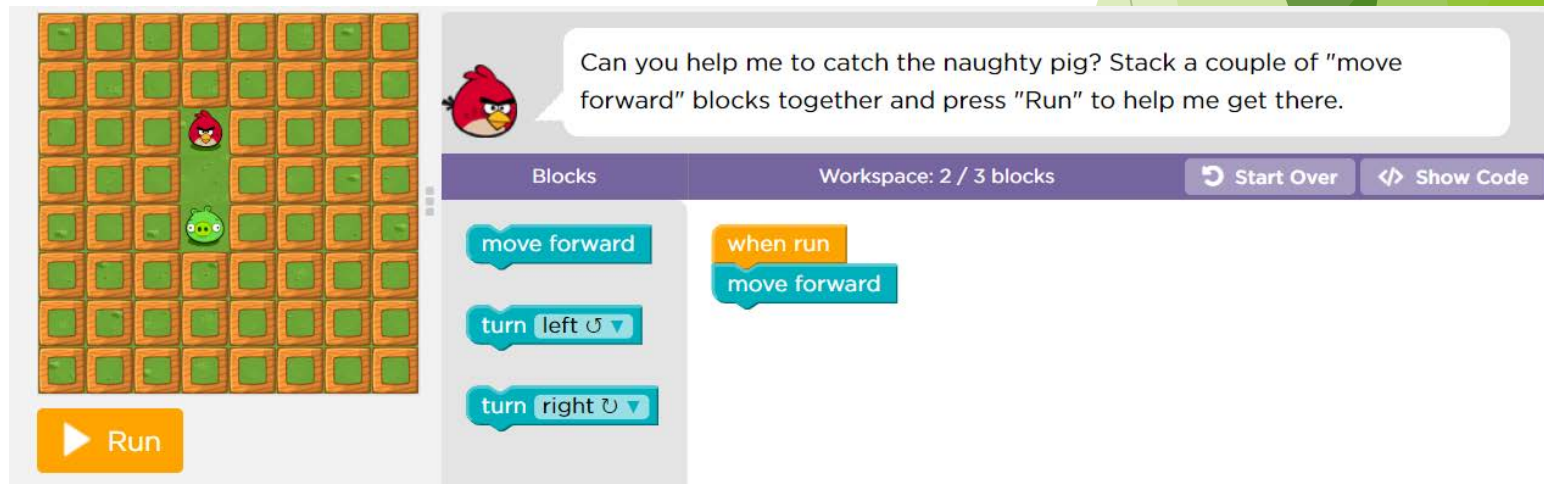 Can you help me to catch the naughty pig? Stack a couple of "move
forward" blocks together and press "Run" to help me get there.
Blocks
Workspace: 2 / 3 blocks
Start Over
</> Show Code
move forward
turn left ↺ ▼
turn right ↻ ▼
when run
move forward
Run